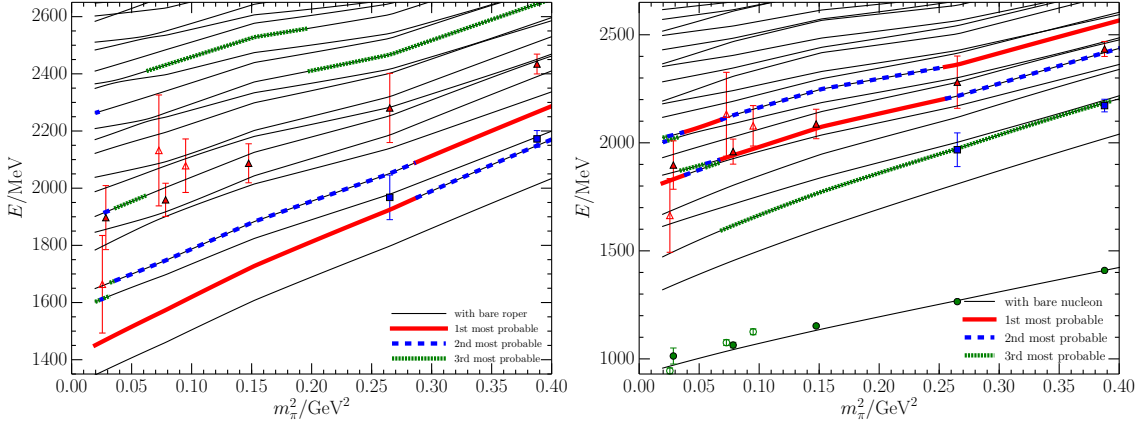 2600
2400
2200
2000
1800
1600
1400
E/MeV
0.00 0.05 0.10 0.15 0.20 0.25 0.30 0.35 0.40
m²π/GeV²
with bare roper
1st most probable
2nd most probable
3rd most probable
2500
2000
1500
1000
E/MeV
0.00 0.05 0.10 0.15 0.20 0.25 0.30 0.35 0.40
m²π/GeV²
with bare nucleon
1st most probable
2nd most probable
3rd most probable